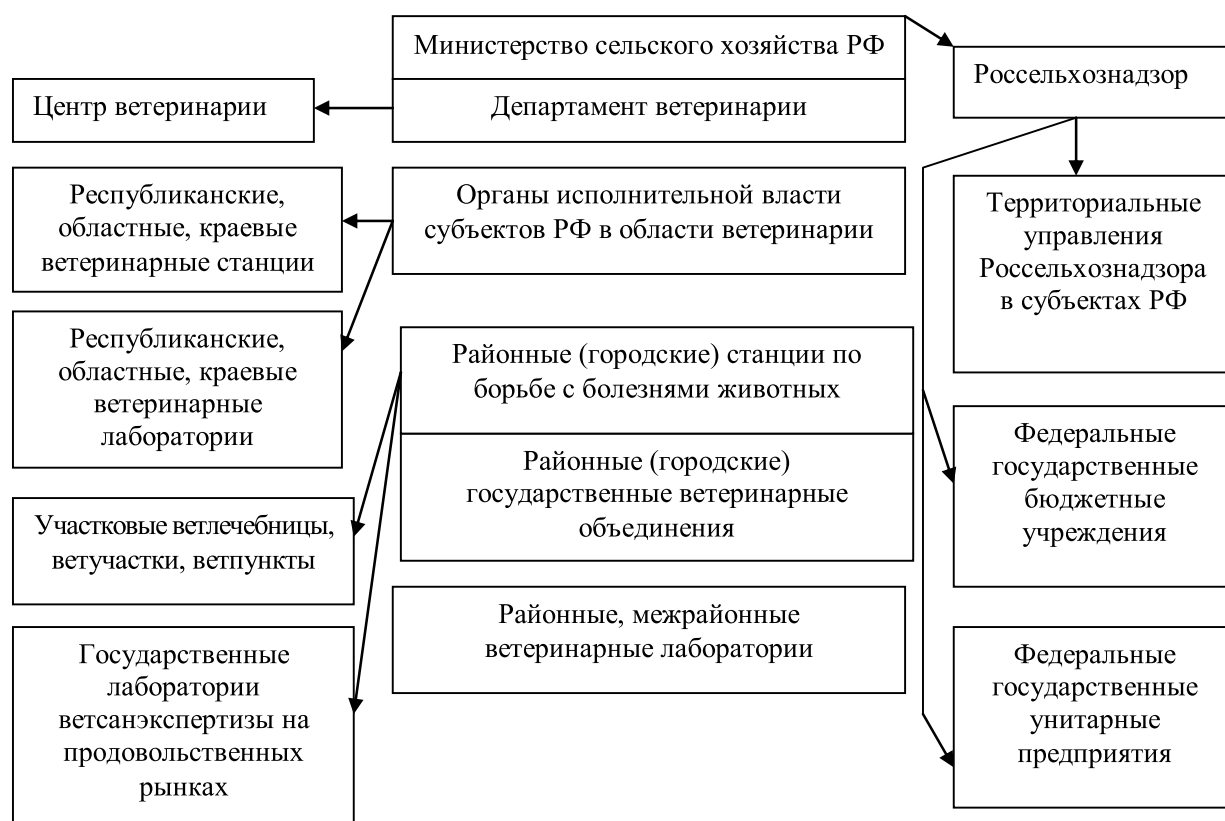 Министерство сельского хозяйства РФ
Россельхознадзор
Центр ветеринарии
Департамент ветеринарии
Республиканские,
областные, краевые
ветеринарные станции
Органы исполнительной власти
субъектов РФ в области ветеринарии
Территориальные
управления
Россельхознадзора
в субъектах РФ
Республиканские,
областные, краевые
ветеринарные
лаборатории
Районные (городские) станции по
борьбе с болезнями животных
Районные (городские)
государственные ветеринарные
объединения
Федеральные
государственные
бюджетные
учреждения
Участковые ветлечебницы,
ветучастки, ветпункты
Районные, межрайонные
ветеринарные лаборатории
Государственные
лаборатории
ветсанэкспертизы на
продовольственных
рынках
Федеральные
государственные
унитарные
предприятия